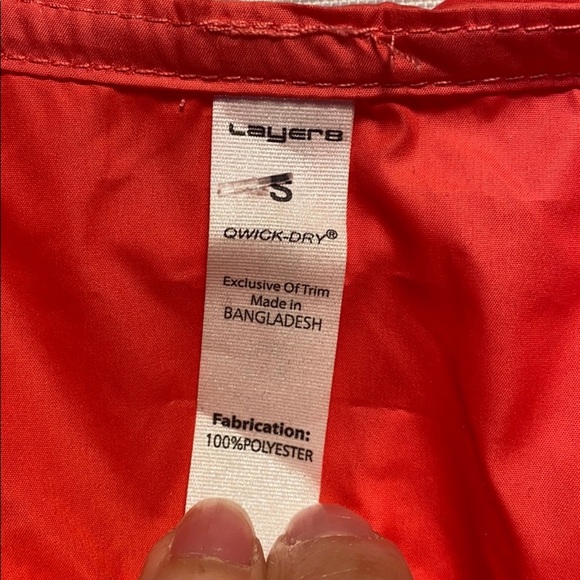 Layer8
S
QWICK-DRY®
Exclusive Of Trim
Made in
BANGLADESH
Fabrication:
100%POLYESTER